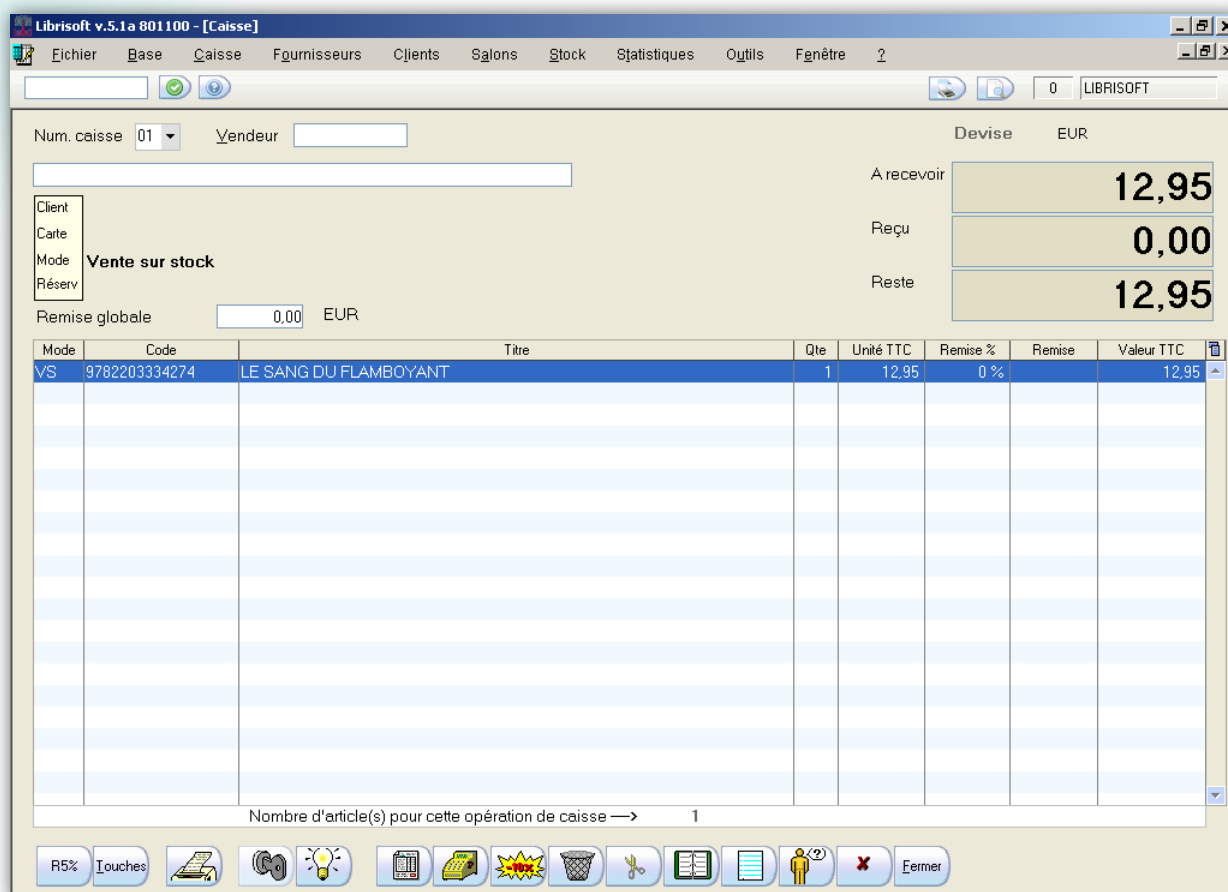 Librisoft v.5.1a 801100 - [Caisse]
Fichier Base Caisse Fournisseurs Clients Salons Stock Statistiques Outils Fenêtre ?
0 LIBRISOFT
Num. caisse 01 Vendeur Devise EUR
A recevoir 12,95
Client
Carte
Reçu 0,00
Mode Vente sur stock
Réserv
Reste 12,95
Remise globale 0,00 EUR
Mode Code Titre Qte Unité TTC Remise % Remise Valeur TTC
VS 9782203334274 LE SANG DU FLAMBOYANT 1 12,95 0 % 12,95
Nombre d'article(s) pour cette opération de caisse —> 1
R5% Touches -10% (?) Fermer